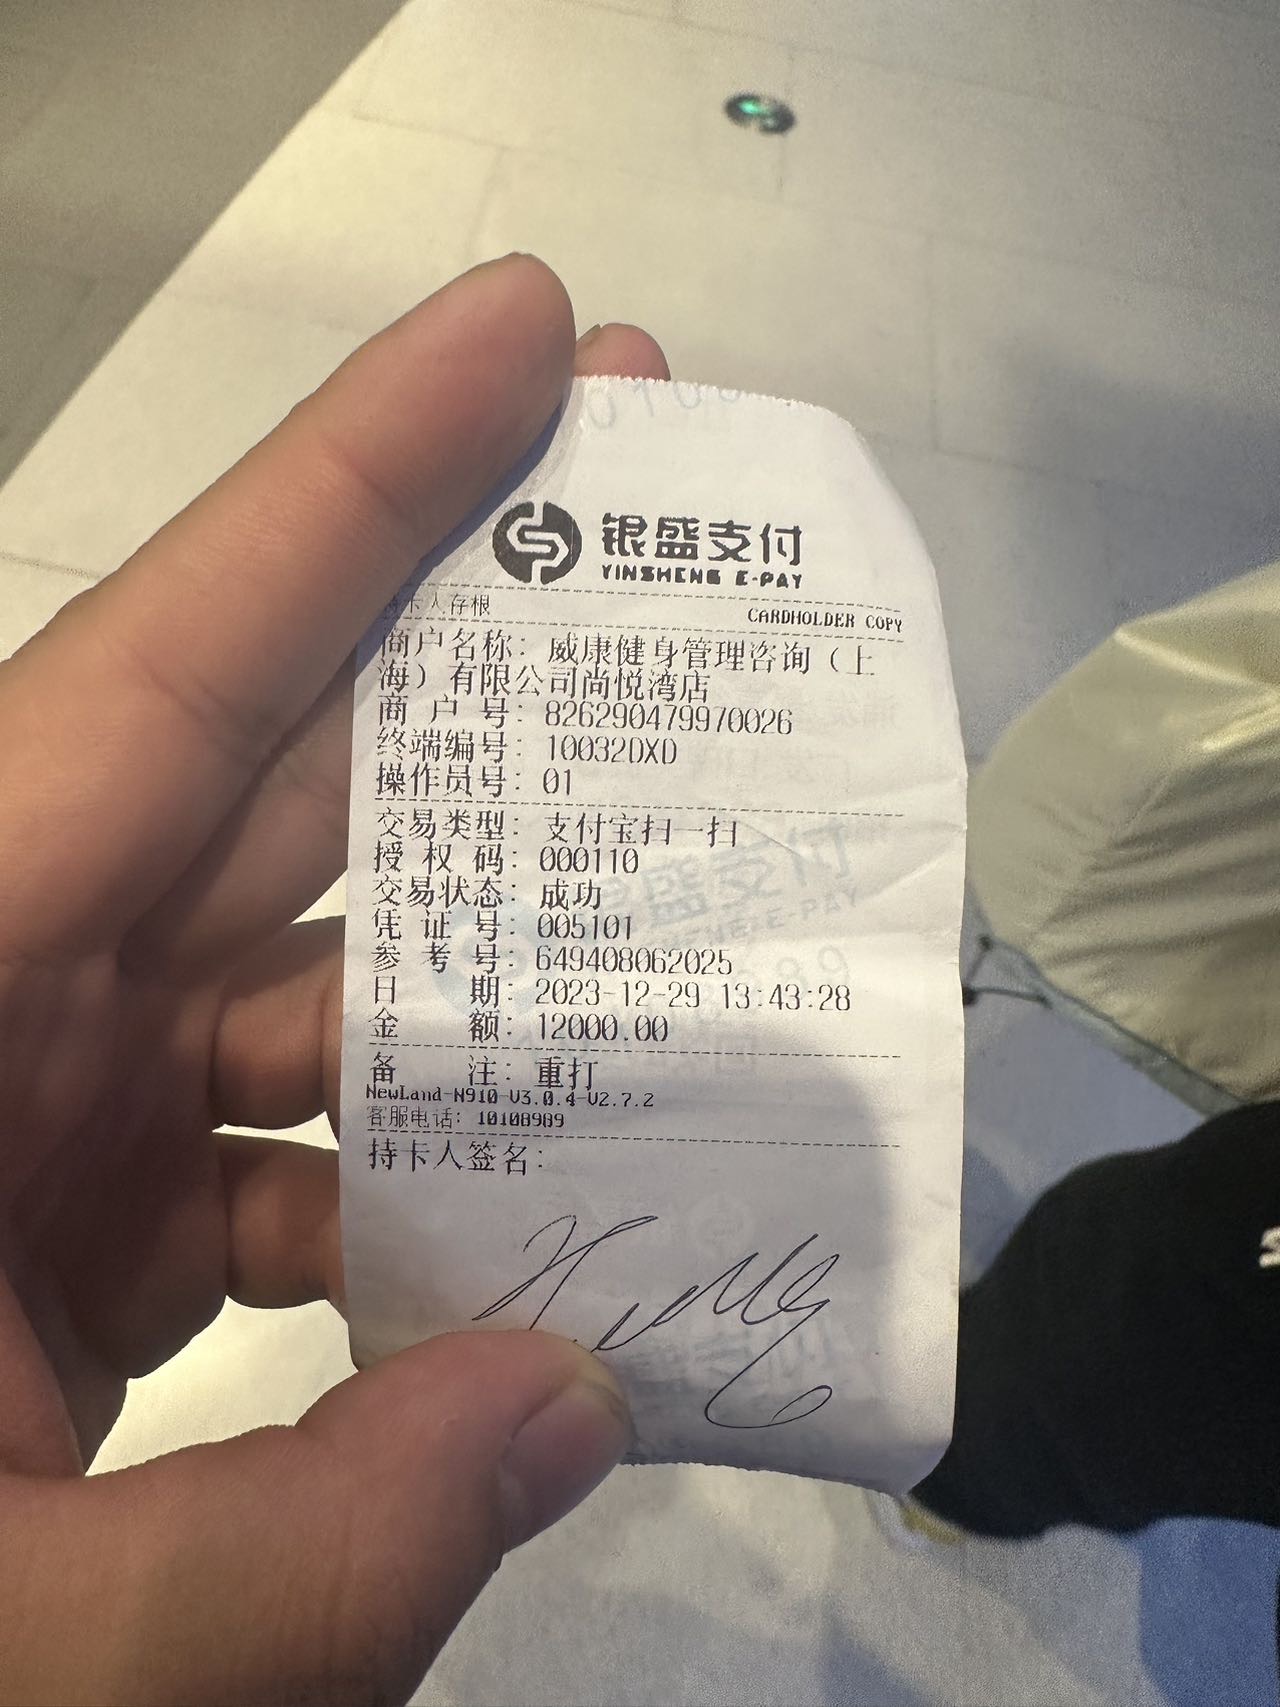 银盛支付
YINSHENG E-PAY
持卡人存根
CARDHOLDER COPY
商户名称：威康健身管理咨询（上
海）有限公司尚悦湾店
商 户 号：826290479970026
终端编号：10032DXD
操作员号：01
交易类型：支付宝扫一扫
授 权 码：000110
交易状态：成功
凭 证 号：005101
参 考 号：649408062025
日 期：2023-12-29 13:43:28
金 额：12000.00
备 注：重打
NewLand-N910-V3.0.4-V2.7.2
客服电话：10108989
持卡人签名：